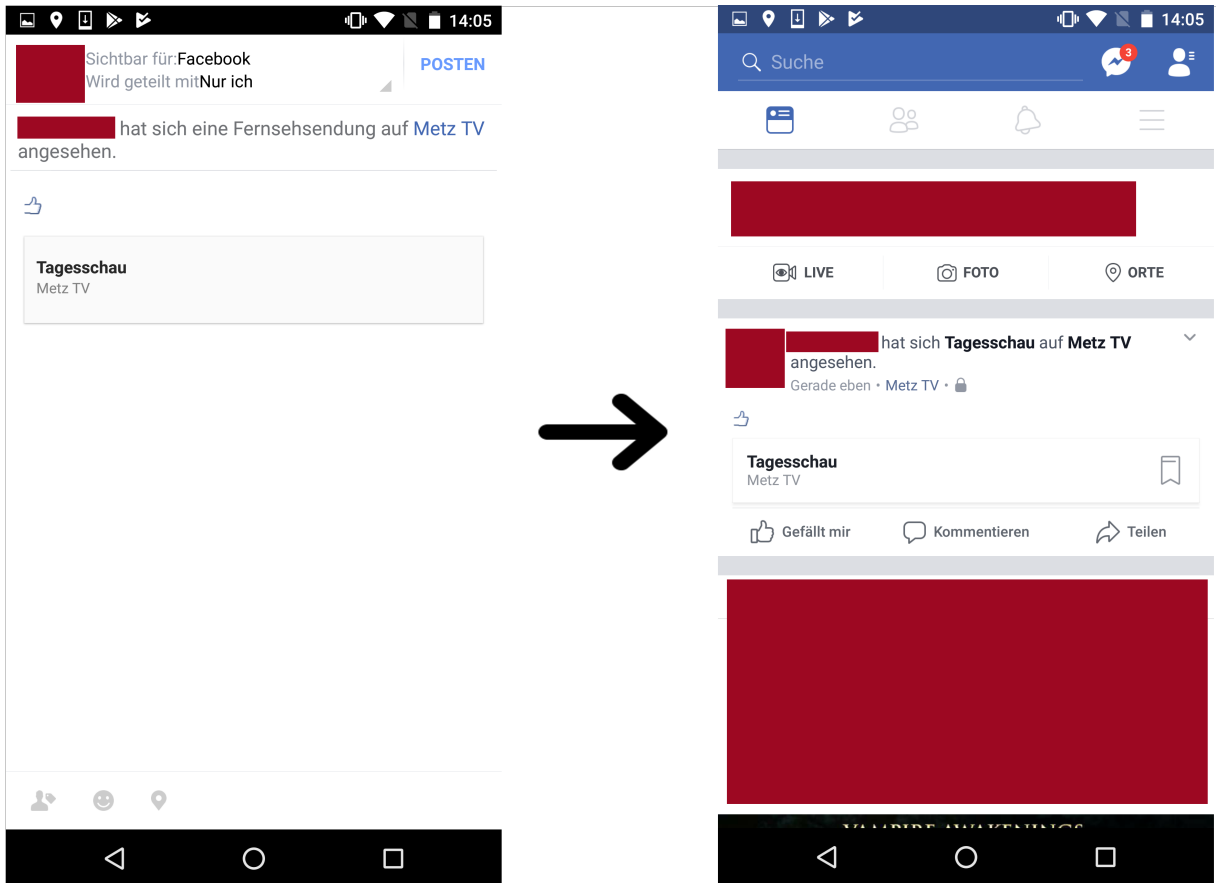 14:05
Sichtbar für:Facebook
Wird geteilt mitNur ich
POSTEN
hat sich eine Fernsehsendung auf Metz TV
angesehen.
Tagesschau
Metz TV
14:05
Suche
3
LIVE
FOTO
ORTE
hat sich Tagesschau auf Metz TV
angesehen.
Gerade eben • Metz TV •
Tagesschau
Metz TV
Gefällt mir
Kommentieren
Teilen
VAMPIRE AWAKENINGS